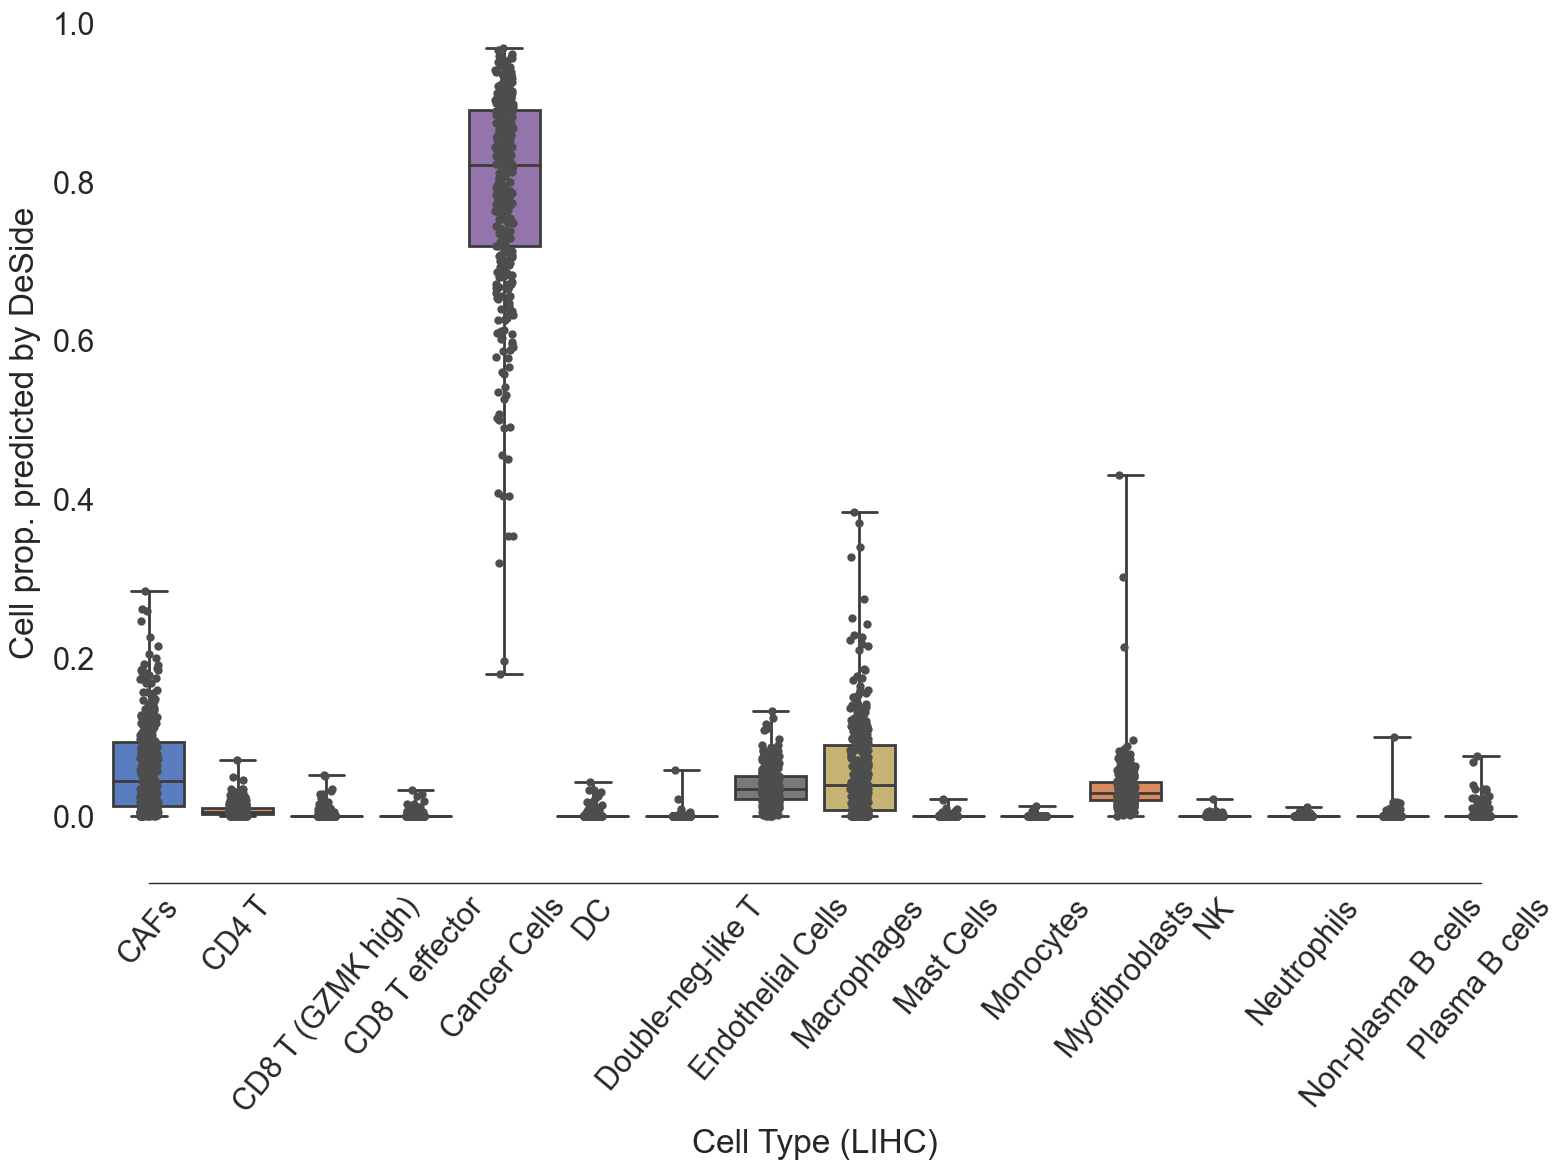 Cell prop. predicted by DeSide
1.0
0.8
0.6
0.4
0.2
0.0
CAFs
CD4 T
CD8 T (GZMK high)
CD8 T effector
Cancer Cells
DC
Double-neg-like T
Endothelial Cells
Macrophages
Mast Cells
Monocytes
Myofibroblasts
NK
Neutrophils
Non-plasma B cells
Plasma B cells
Cell Type (LIHC)